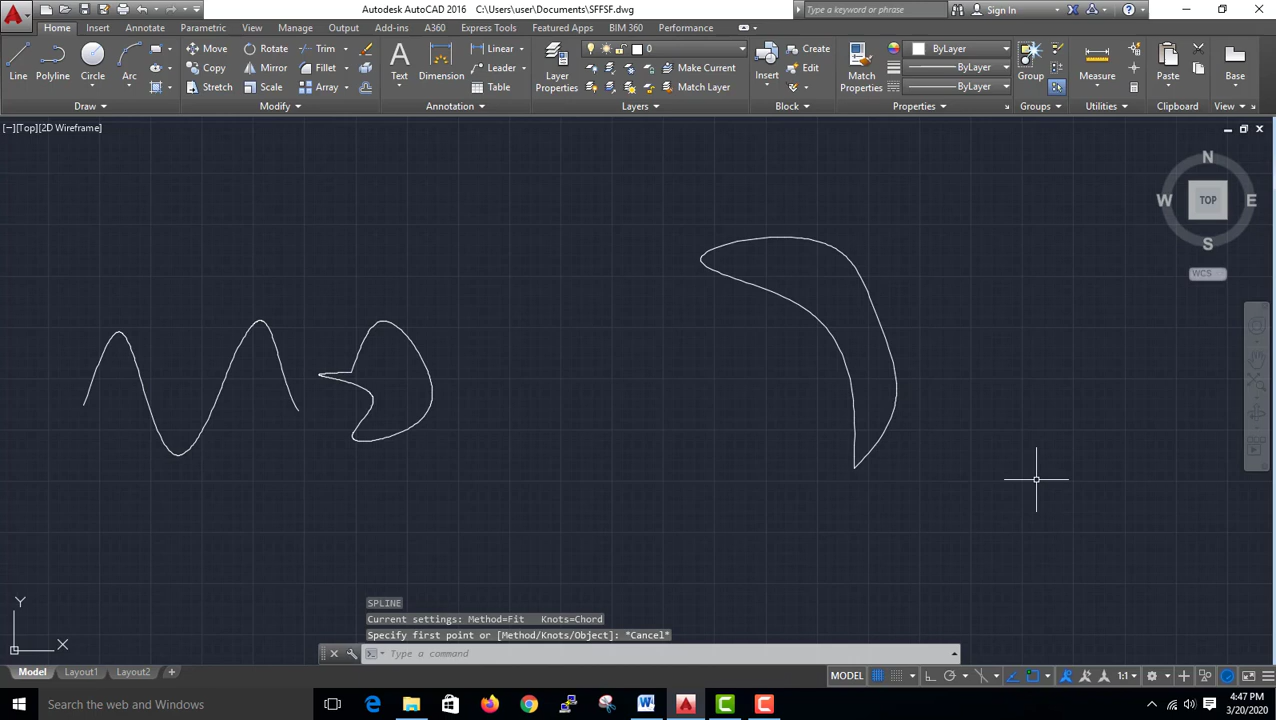 Autodesk AutoCAD 2016 C:\Users\user\Documents\SFFSF.dwg
Type a keyword or phrase
Sign In
Home Insert Annotate Parametric View Manage Output Add-ins A360 Express Tools Featured Apps BIM 360 Performance
Line Polyline Circle Arc
Move Rotate Trim
Copy Mirror Fillet
Stretch Scale Array
Text Dimension
Linear
Leader
Table
Layer Properties
0
Make Current
Match Layer
Insert
Create
Edit
Match Properties
ByLayer
ByLayer
ByLayer
Group
Measure
Paste
Base
Draw Modify Annotation Layers Block Properties Groups Utilities Clipboard View
[−][Top][2D Wireframe]
N
W TOP E
S
WCS
SPLINE
Current settings: Method=Fit Knots=Chord
Specify first point or [Method/Knots/Object]: *Cancel*
Type a command
Y
X
Model Layout1 Layout2 +
MODEL 1:1
Search the web and Windows
4:47 PM
3/20/2020